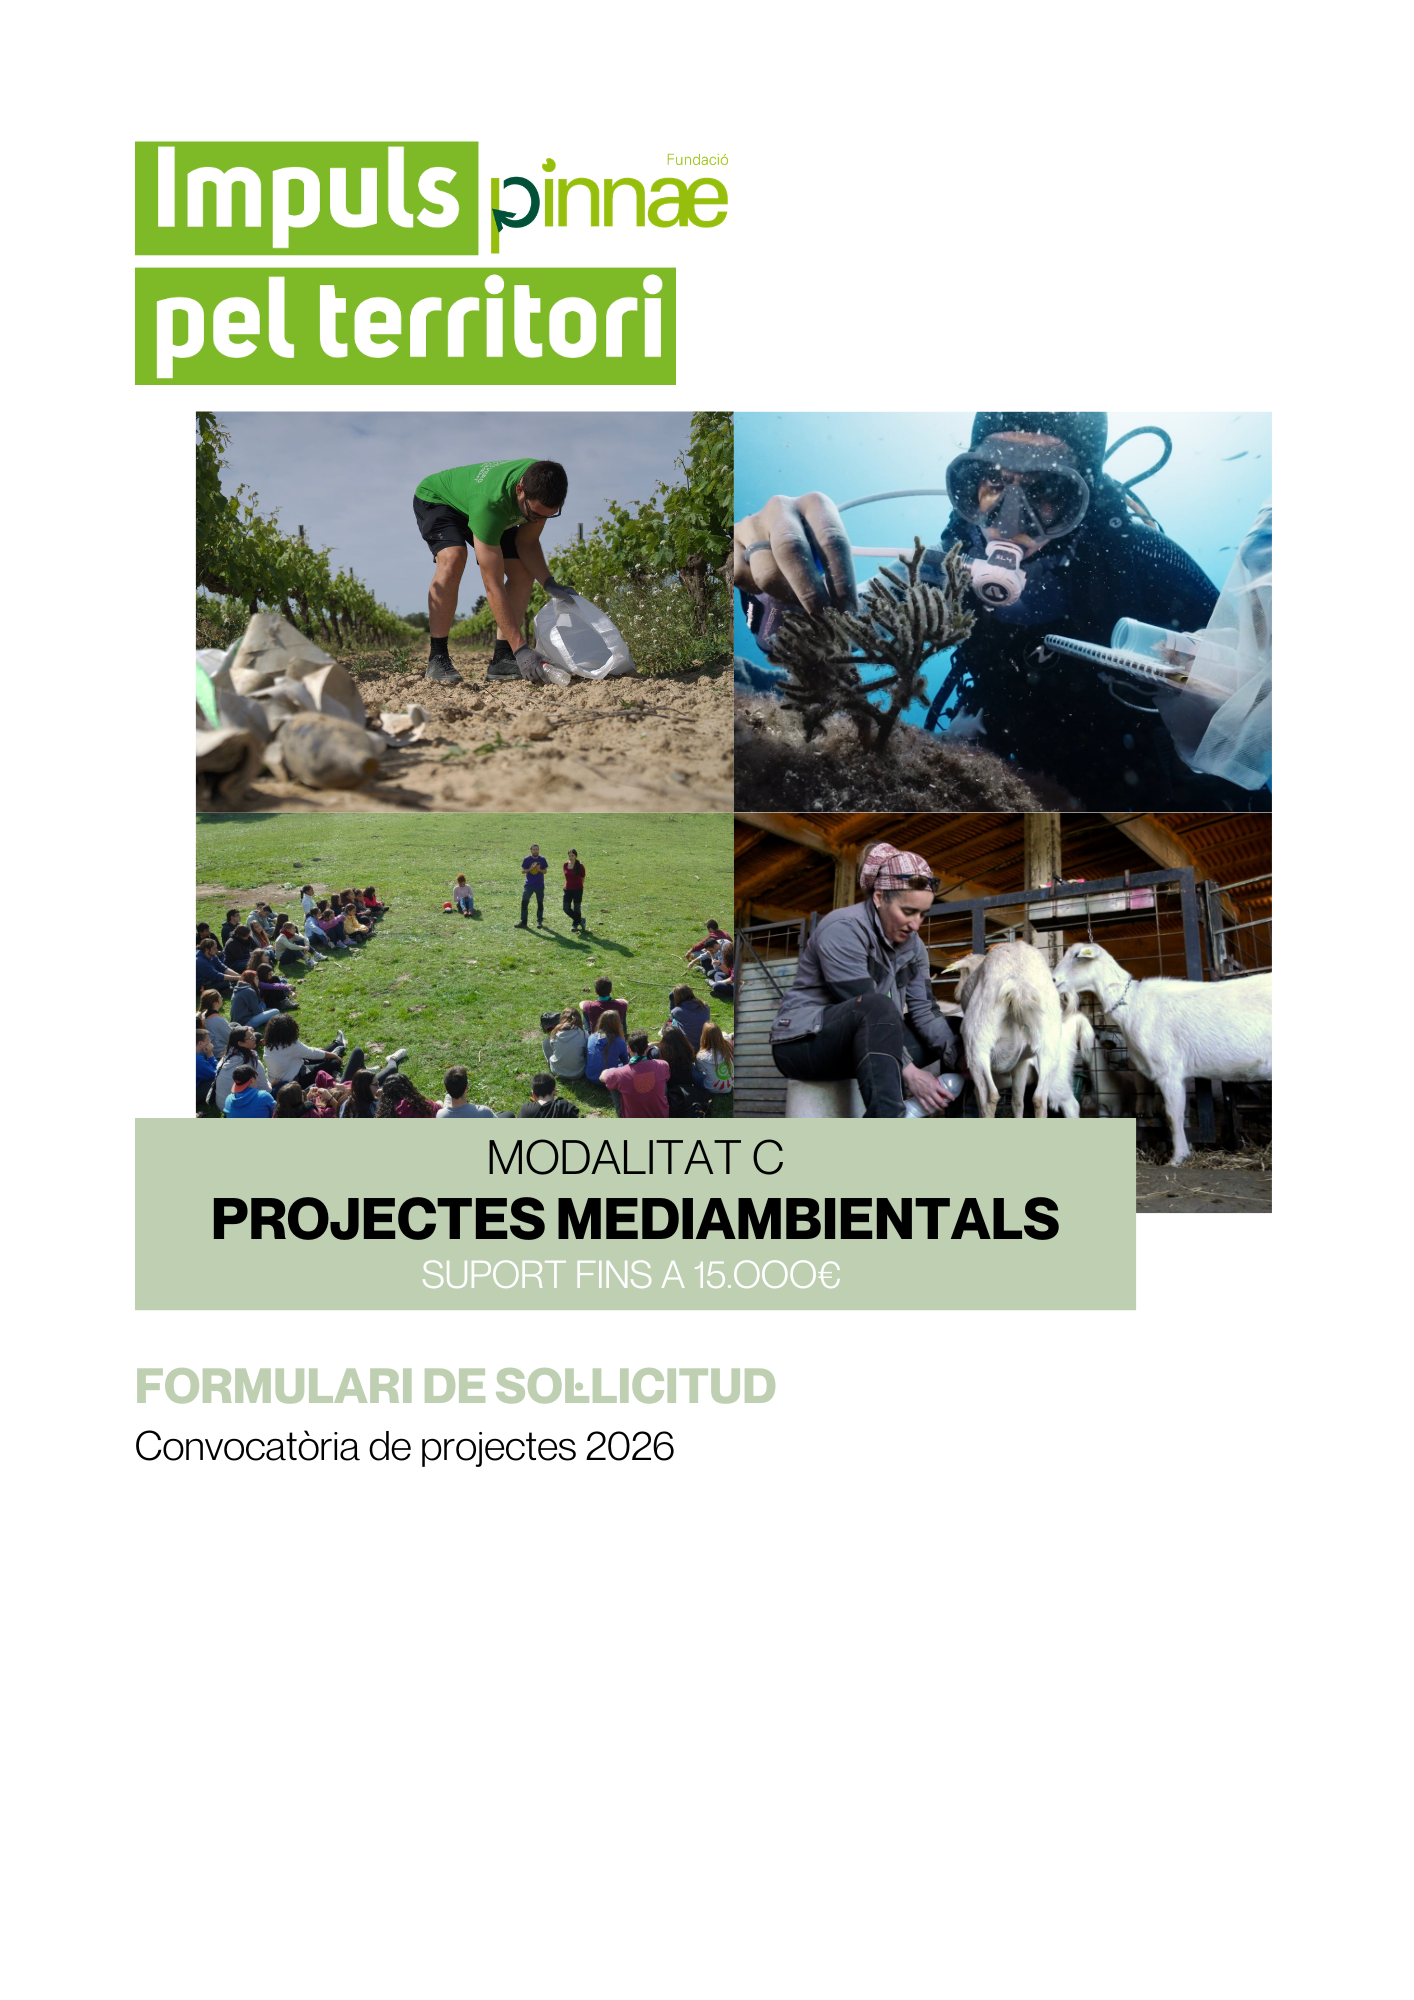 Impuls
Fundació
pinnae
pel territori
MODALITAT C
PROJECTES MEDIAMBIENTALS
SUPORT FINS A 15.000€
FORMULARI DE SOL·LICITUD
Convocatòria de projectes 2026